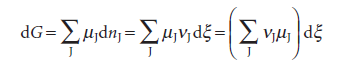 dG = ∑_J μ_J dn_J = ∑_J μ_J ν_J dξ = (∑_J ν_J μ_J) dξ